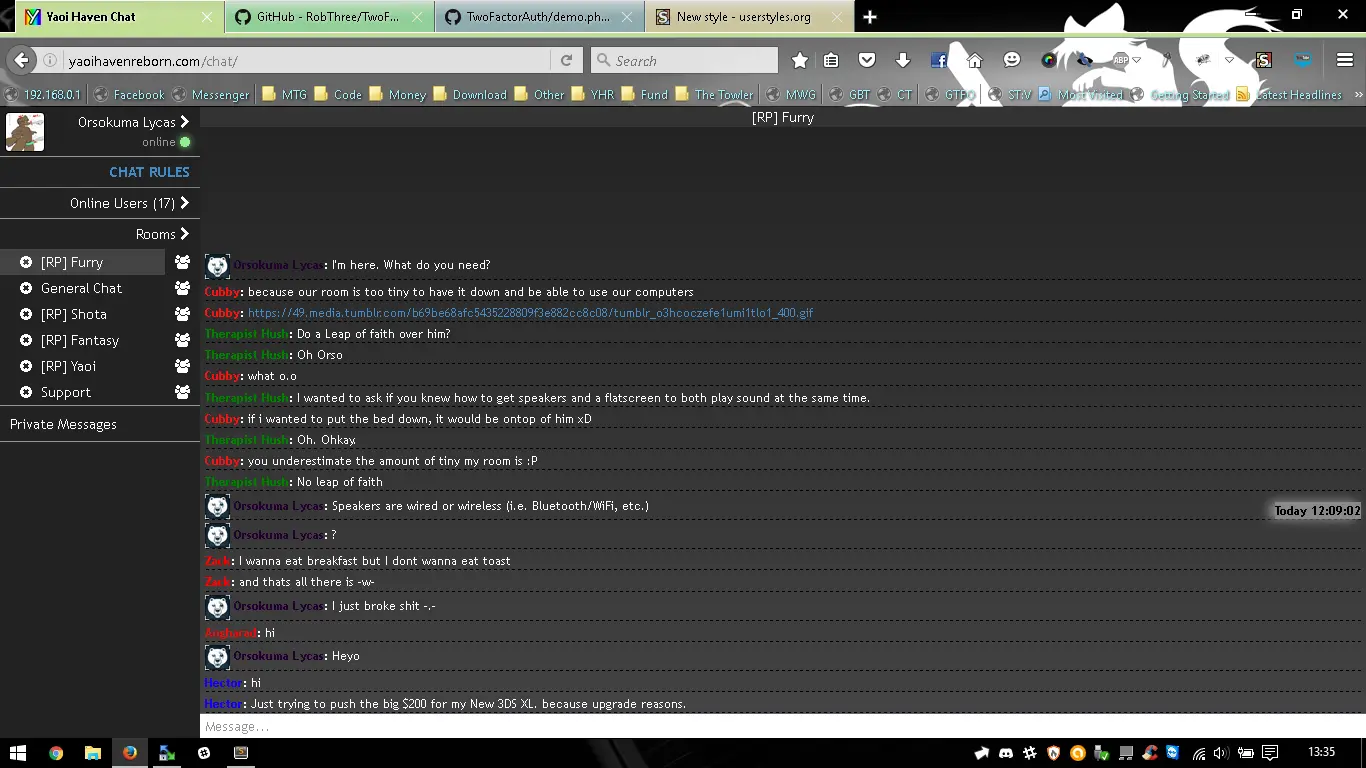 Yaoi Haven Chat
GitHub - RobThree/TwoF...
TwoFactorAuth/demo.ph...
New style - userstyles.org
yaoihavenreborn.com/chat/
Search
ABP
192.168.0.1
Facebook
Messenger
MTG
Code
Money
Download
Other
YHR
Fund
The Towler
MWG
GBT
CT
GTFO
ST:V
Most Visited
Getting Started
Latest Headlines
Orsokuma Lycas
online
[RP] Furry
CHAT RULES
Online Users (17)
Rooms
[RP] Furry
General Chat
[RP] Shota
[RP] Fantasy
[RP] Yaoi
Support
Private Messages
Orsokuma Lycas: I'm here. What do you need?
Cubby: because our room is too tiny to have it down and be able to use our computers
Cubby: https://49.media.tumblr.com/b69be68afc5435228809f3e882cc8c08/tumblr_o3hcoczefe1umi1tlo1_400.gif
Therapist Hush: Do a Leap of faith over him?
Therapist Hush: Oh Orso
Cubby: what o.o
Therapist Hush: I wanted to ask if you knew how to get speakers and a flatscreen to both play sound at the same time.
Cubby: if i wanted to put the bed down, it would be ontop of him xD
Therapist Hush: Oh. Ohkay.
Cubby: you underestimate the amount of tiny my room is :P
Therapist Hush: No leap of faith
Orsokuma Lycas: Speakers are wired or wireless (i.e. Bluetooth/WiFi, etc.)
Today 12:09:02
Orsokuma Lycas: ?
Zack: I wanna eat breakfast but I dont wanna eat toast
Zack: and thats all there is -w-
Orsokuma Lycas: I just broke shit -.-
Angharad: hi
Orsokuma Lycas: Heyo
Hector: hi
Hector: Just trying to push the big $200 for my New 3DS XL. because upgrade reasons.
Message...
13:35